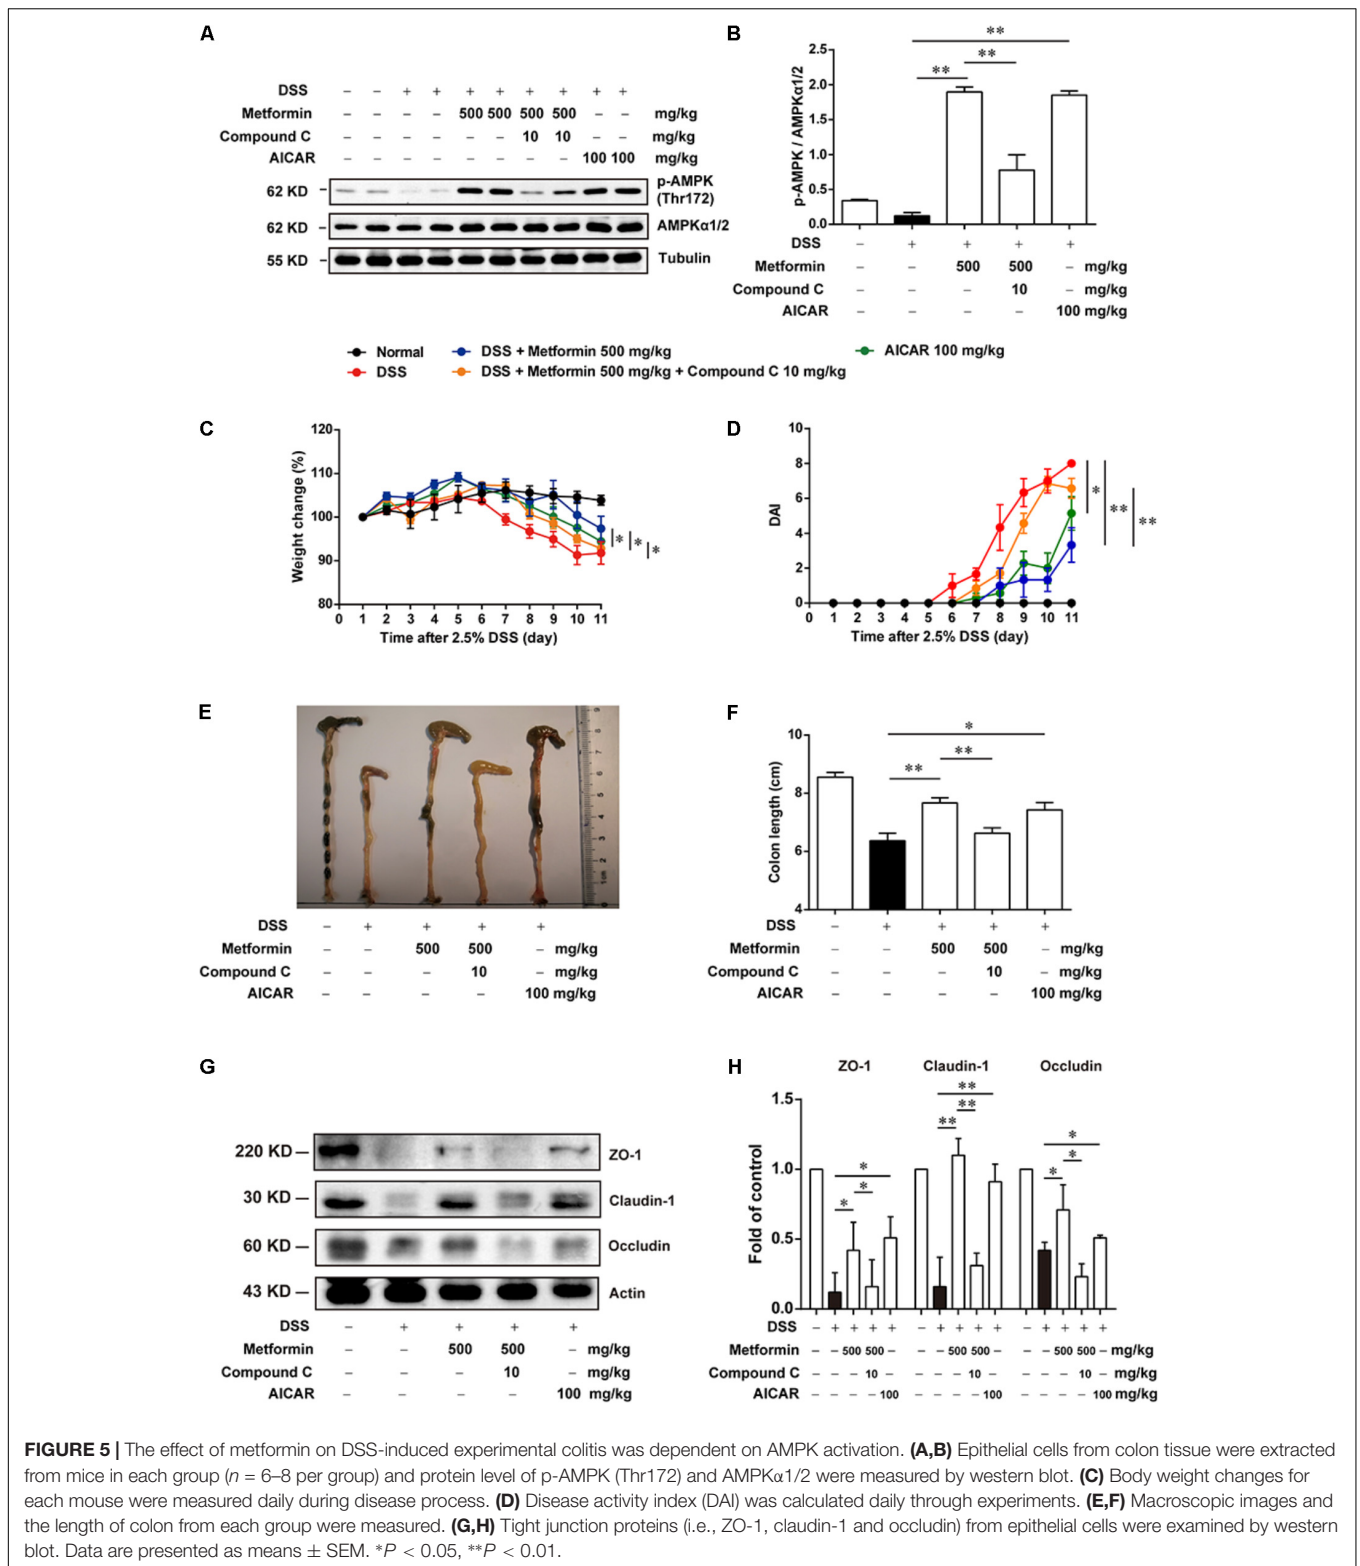 A
DSS – – + + + + + + + +
Metformin – – – – 500 500 500 500 – – mg/kg
Compound C – – – – – – 10 10 – – mg/kg
AICAR – – – – – – – – 100 100 mg/kg
62 KD p-AMPK (Thr172)
62 KD AMPKα1/2
55 KD Tubulin
B
** ** **
p-AMPK / AMPKα1/2
2.5
2.0
1.5
1.0
0.5
0.0
DSS – + + + +
Metformin – – 500 500 – mg/kg
Compound C – – – 10 – mg/kg
AICAR – – – – 100 mg/kg
Normal
DSS + Metformin 500 mg/kg
AICAR 100 mg/kg
DSS
DSS + Metformin 500 mg/kg + Compound C 10 mg/kg
C
Weight change (%)
120
110
100
90
80
* * *
0 1 2 3 4 5 6 7 8 9 10 11
Time after 2.5% DSS (day)
D
DAI
10
8
6
4
2
0
* ** **
0 1 2 3 4 5 6 7 8 9 10 11
Time after 2.5% DSS (day)
E
DSS – + + + +
Metformin – – 500 500 – mg/kg
Compound C – – – 10 – mg/kg
AICAR – – – – 100 mg/kg
F
* ** **
Colon length (cm)
10
8
6
4
DSS – + + + +
Metformin – – 500 500 – mg/kg
Compound C – – – 10 – mg/kg
AICAR – – – – 100 mg/kg
G
220 KD ZO-1
30 KD Claudin-1
60 KD Occludin
43 KD Actin
DSS – + + + +
Metformin – – 500 500 – mg/kg
Compound C – – – 10 – mg/kg
AICAR – – – – 100 mg/kg
H
ZO-1 Claudin-1 Occludin
Fold of control
1.5
1.0
0.5
0.0
* * * ** ** ** * * *
DSS – + + + + – + + + + – + + + +
Metformin – – 500 500 – – – 500 500 – – – 500 500 – mg/kg
Compound C – – – 10 – – – – 10 – – – – 10 – mg/kg
AICAR – – – – 100 – – – – 100 – – – – 100 mg/kg
FIGURE 5 | The effect of metformin on DSS-induced experimental colitis was dependent on AMPK activation. (A,B) Epithelial cells from colon tissue were extracted
from mice in each group (n = 6–8 per group) and protein level of p-AMPK (Thr172) and AMPKα1/2 were measured by western blot. (C) Body weight changes for
each mouse were measured daily during disease process. (D) Disease activity index (DAI) was calculated daily through experiments. (E,F) Macroscopic images and
the length of colon from each group were measured. (G,H) Tight junction proteins (i.e., ZO-1, claudin-1 and occludin) from epithelial cells were examined by western
blot. Data are presented as means ± SEM. *P < 0.05, **P < 0.01.